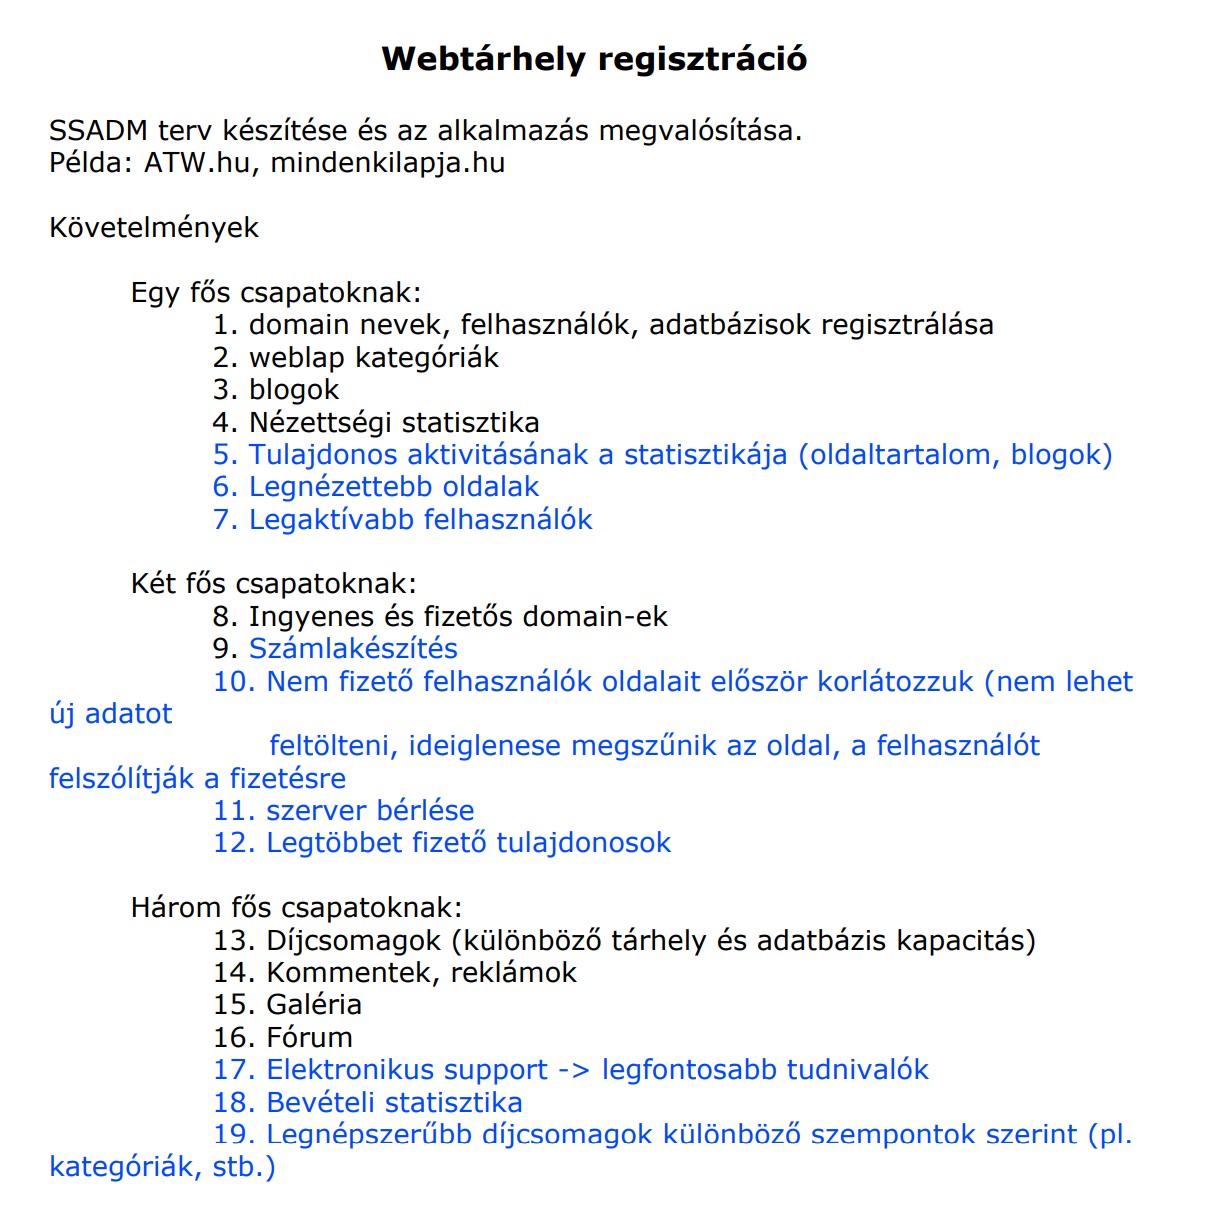 Webtárhely regisztráció
SSADM terv készítése és az alkalmazás megvalósítása.
Példa: ATW.hu, mindenkilapja.hu
Követelmények
Egy fős csapatoknak:
1. domain nevek, felhasználók, adatbázisok regisztrálása
2. weblap kategóriák
3. blogok
4. Nézettségi statisztika
5. Tulajdonos aktivitásának a statisztikája (oldaltartalom, blogok)
6. Legnézettebb oldalak
7. Legaktívabb felhasználók
Két fős csapatoknak:
8. Ingyenes és fizetős domain-ek
9. Számlakészítés
10. Nem fizető felhasználók oldalait először korlátozzuk (nem lehet
új adatot
feltölteni, ideiglenese megszűnik az oldal, a felhasználót
felszólítják a fizetésre
11. szerver bérlése
12. Legtöbbet fizető tulajdonosok
Három fős csapatoknak:
13. Díjcsomagok (különböző tárhely és adatbázis kapacitás)
14. Kommentek, reklámok
15. Galéria
16. Fórum
17. Elektronikus support -> legfontosabb tudnivalók
18. Bevételi statisztika
19. Legnépszerűbb díjcsomagok különböző szempontok szerint (pl.
kategóriák, stb.)